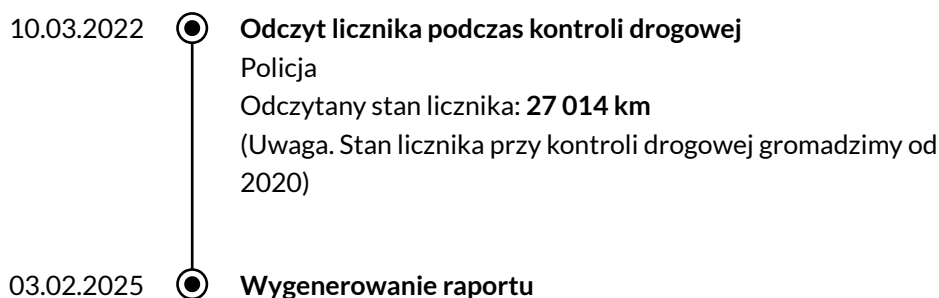 10.03.2022 Odczyt licznika podczas kontroli drogowej
Policja
Odczytany stan licznika: 27 014 km
(Uwaga. Stan licznika przy kontroli drogowej gromadzimy od
2020)
03.02.2025 Wygenerowanie raportu